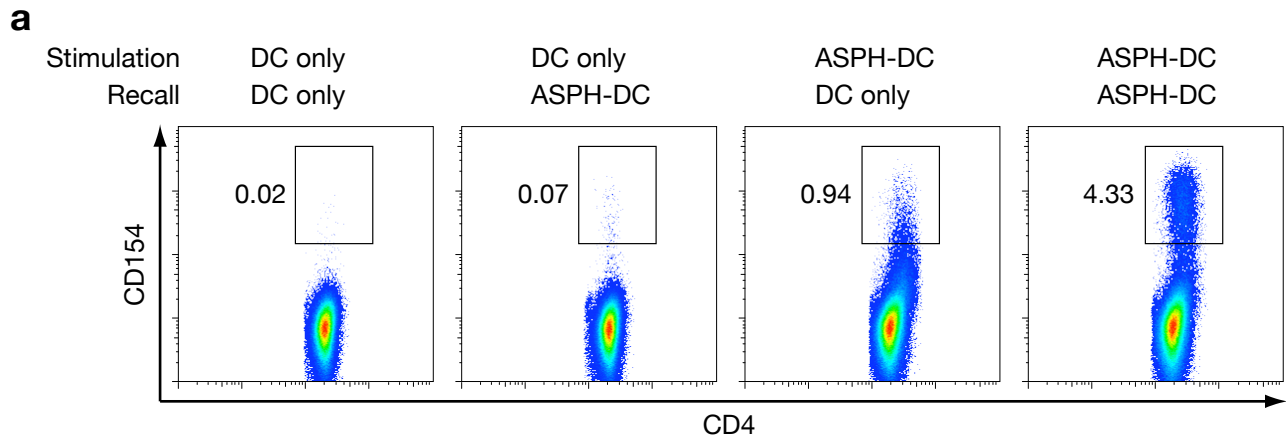 a
Stimulation DC only DC only ASPH-DC ASPH-DC
Recall DC only ASPH-DC DC only ASPH-DC
0.02 0.07 0.94 4.33
CD154
CD4